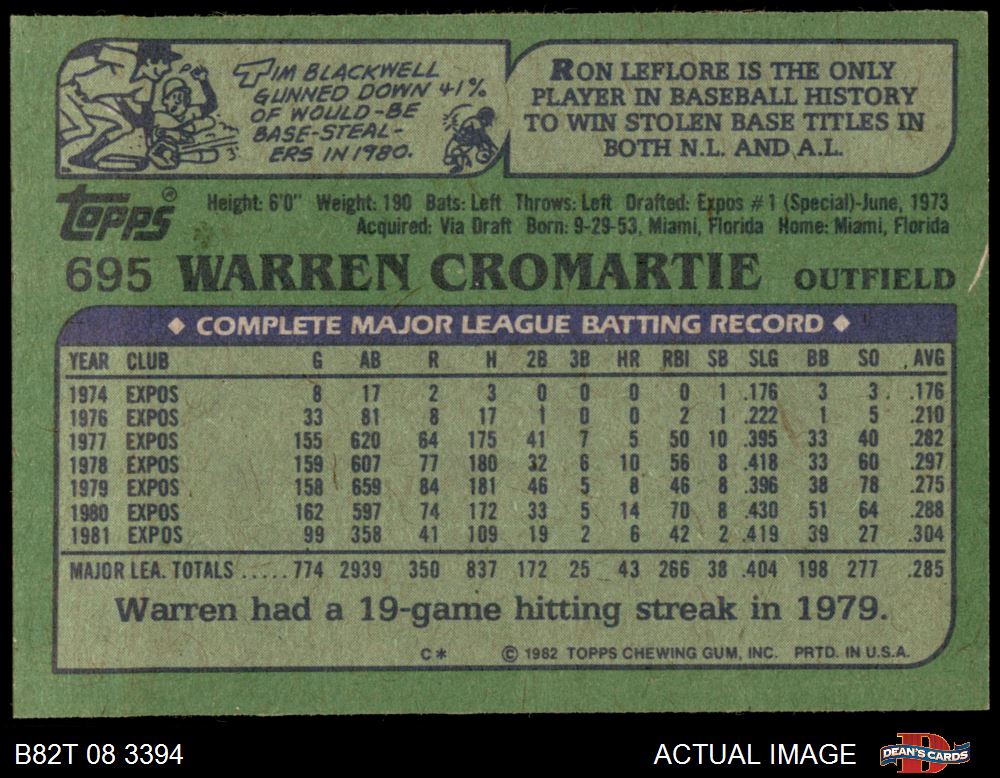 TIM BLACKWELL
GUNNED DOWN 41%
OF WOULD-BE
BASE-STEAL-
ERS IN 1980.
RON LEFLORE IS THE ONLY
PLAYER IN BASEBALL HISTORY
TO WIN STOLEN BASE TITLES IN
BOTH N.L. AND A.L.
TOPPS®
Height: 6'0" Weight: 190 Bats: Left Throws: Left Drafted: Expos #1 (Special)-June, 1973
Acquired: Via Draft Born: 9-29-53, Miami, Florida Home: Miami, Florida
695 WARREN CROMARTIE OUTFIELD
◆ COMPLETE MAJOR LEAGUE BATTING RECORD ◆
YEAR CLUB G AB R H 2B 3B HR RBI SB SLG BB SO AVG
1974 EXPOS 8 17 2 3 0 0 0 0 1 .176 3 3 .176
1976 EXPOS 33 81 8 17 1 0 0 2 1 .222 1 5 .210
1977 EXPOS 155 620 64 175 41 7 5 50 10 .395 33 40 .282
1978 EXPOS 159 607 77 180 32 6 10 56 8 .418 33 60 .297
1979 EXPOS 158 659 84 181 46 5 8 46 8 .396 38 78 .275
1980 EXPOS 162 597 74 172 33 5 14 70 8 .430 51 64 .288
1981 EXPOS 99 358 41 109 19 2 6 42 2 .419 39 27 .304
MAJOR LEA. TOTALS ..... 774 2939 350 837 172 25 43 266 38 .404 198 277 .285
Warren had a 19-game hitting streak in 1979.
C* © 1982 TOPPS CHEWING GUM, INC. PRTD. IN U.S.A.
B82T 08 3394
ACTUAL IMAGE
DEAN'S CARDS